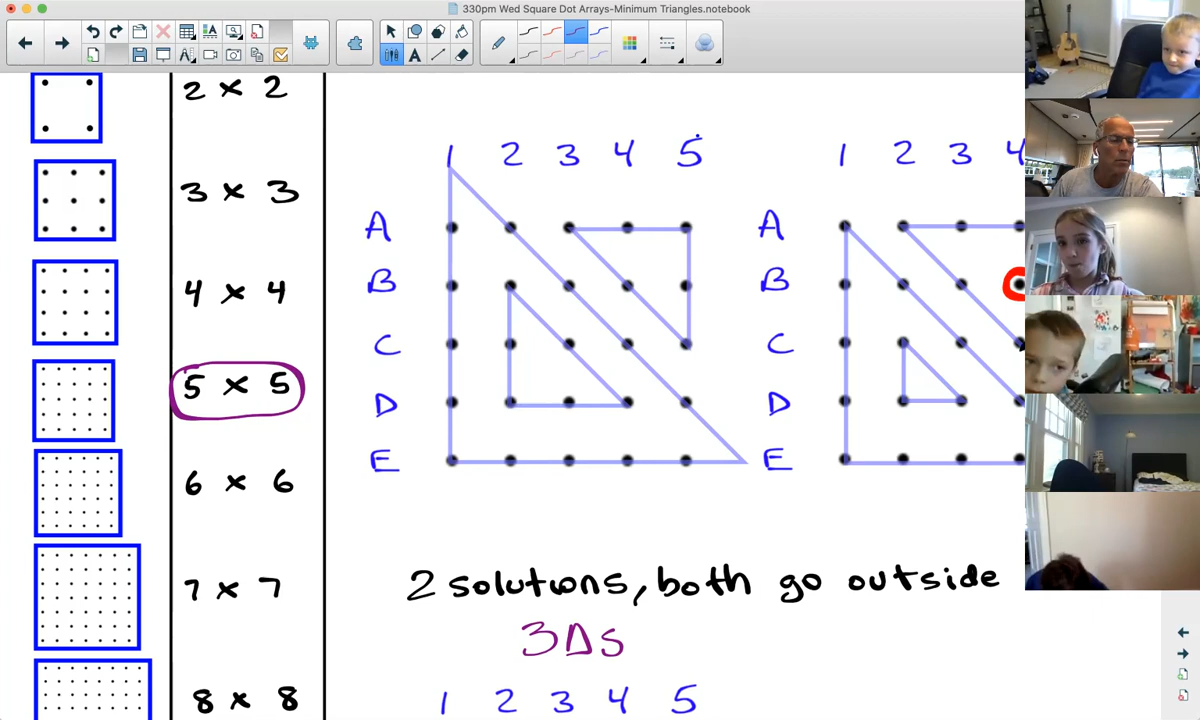 330pm Wed Square Dot Arrays-Minimum Triangles.notebook
2 × 2
3 × 3
4 × 4
5 × 5
6 × 6
7 × 7
8 × 8
1 2 3 4 5
A
B
C
D
E
1 2 3 4
A
B
C
D
E
2 solutions, both go outside
3 Δs
1 2 3 4 5